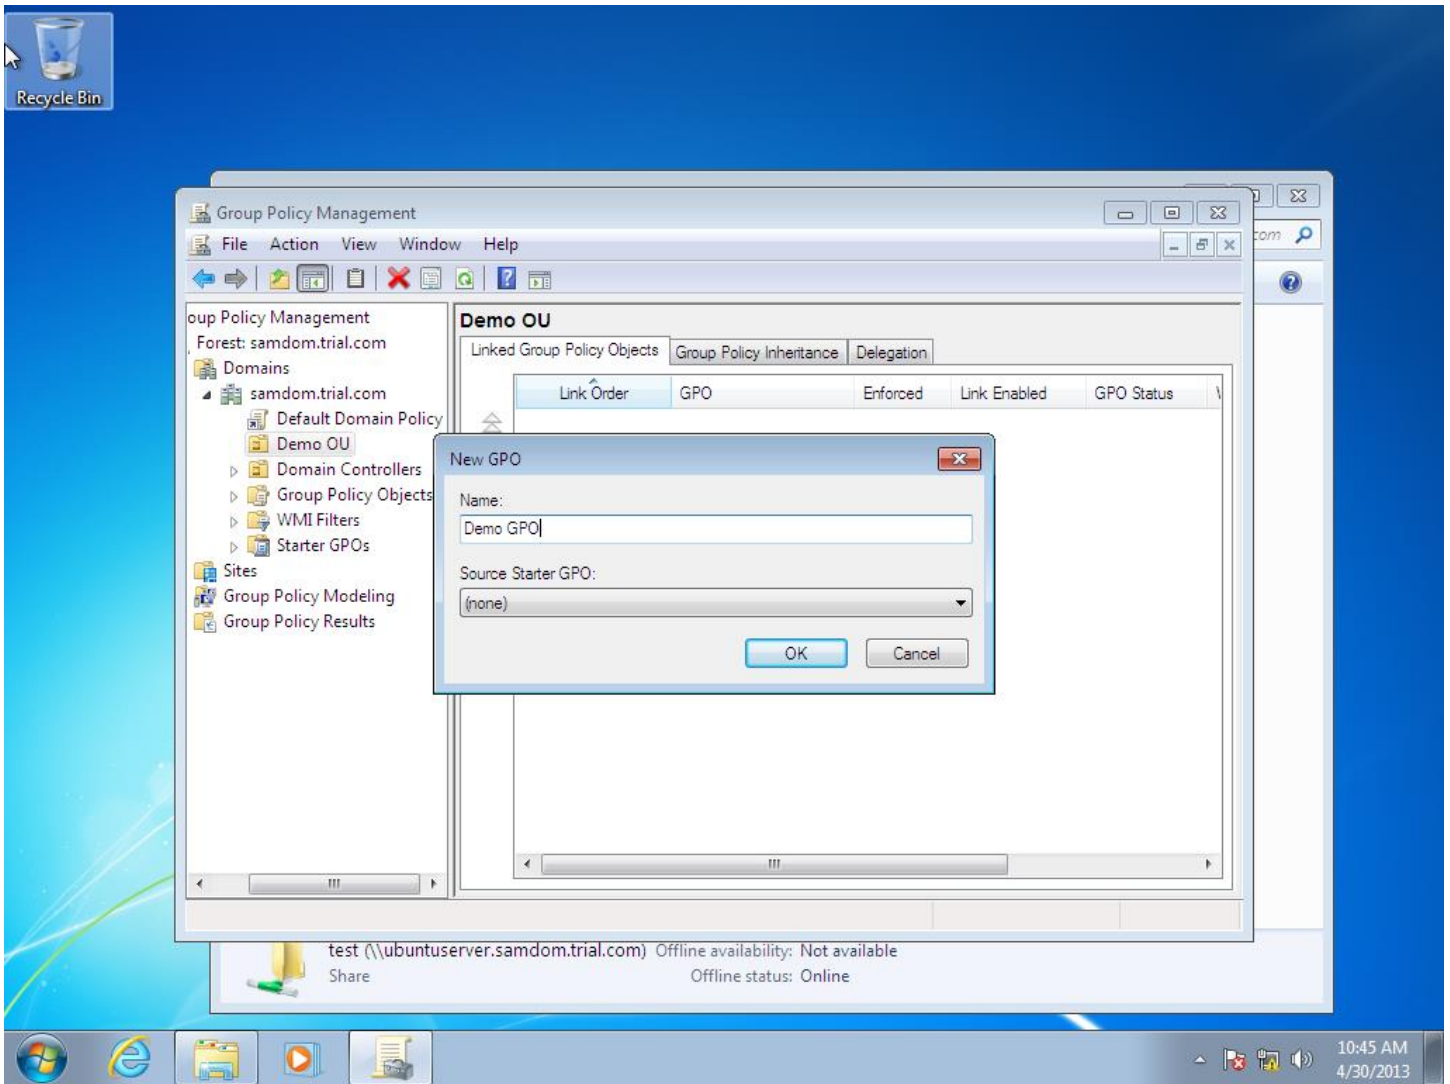 Recycle Bin
Group Policy Management
File Action View Window Help
com
oup Policy Management
Forest: samdom.trial.com
Domains
samdom.trial.com
Default Domain Policy
Demo OU
Domain Controllers
Group Policy Objects
WMI Filters
Starter GPOs
Sites
Group Policy Modeling
Group Policy Results
Demo OU
Linked Group Policy Objects Group Policy Inheritance Delegation
Link Order GPO Enforced Link Enabled GPO Status
New GPO
Name:
Demo GPO
Source Starter GPO:
(none)
OK Cancel
test (\\ubuntuserver.samdom.trial.com) Offline availability: Not available
Share Offline status: Online
10:45 AM
4/30/2013